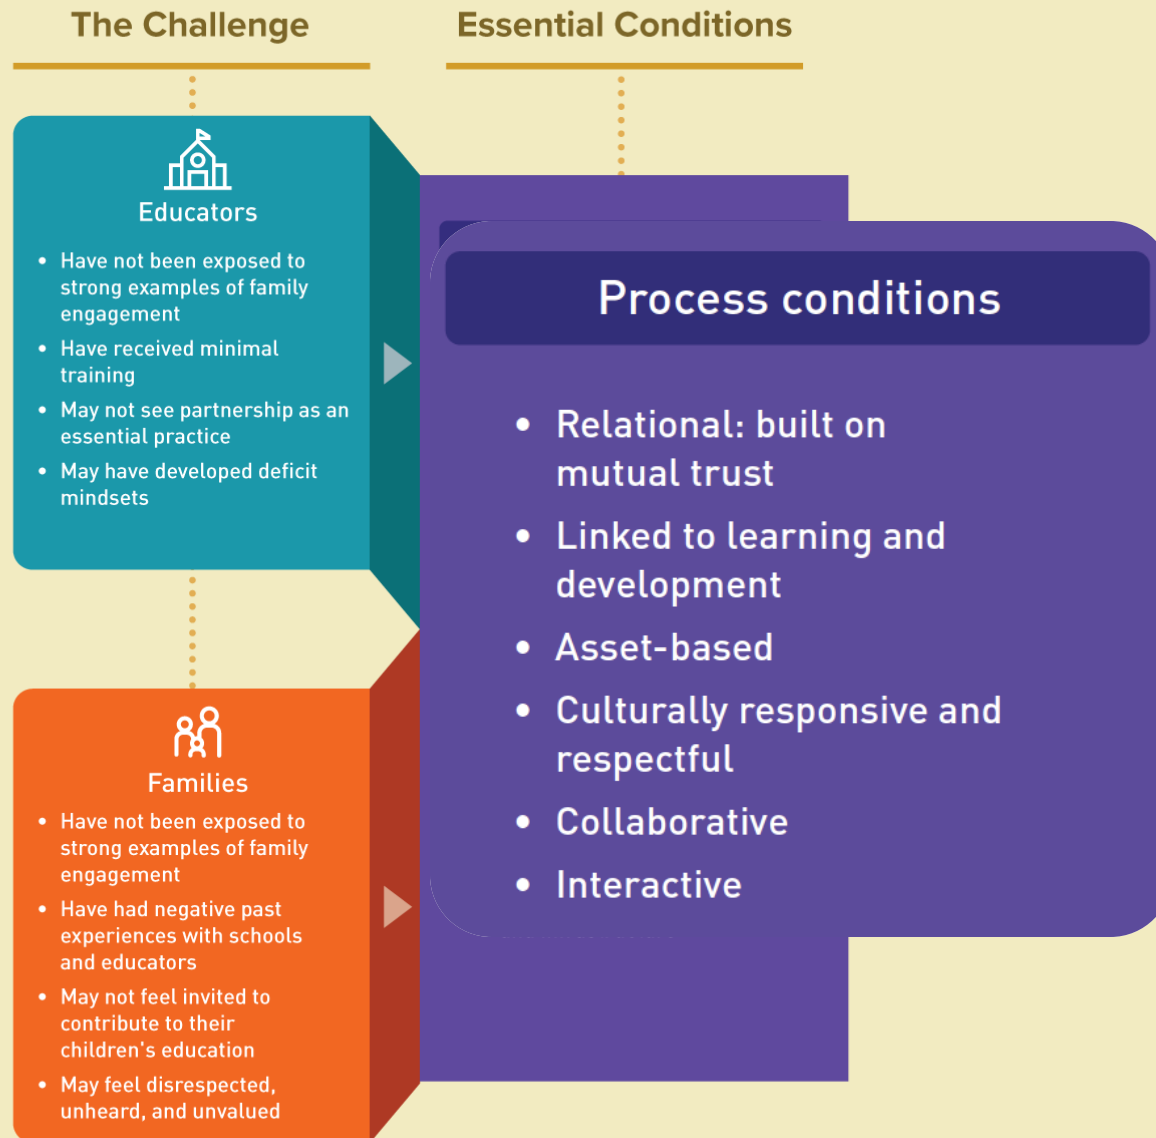 The Challenge
Essential Conditions
Educators
• Have not been exposed to
strong examples of family
engagement
• Have received minimal
training
• May not see partnership as an
essential practice
• May have developed deficit
mindsets
Families
• Have not been exposed to
strong examples of family
engagement
• Have had negative past
experiences with schools
and educators
• May not feel invited to
contribute to their
children's education
• May feel disrespected,
unheard, and unvalued
Process conditions
• Relational: built on
mutual trust
• Linked to learning and
development
• Asset-based
• Culturally responsive and
respectful
• Collaborative
• Interactive